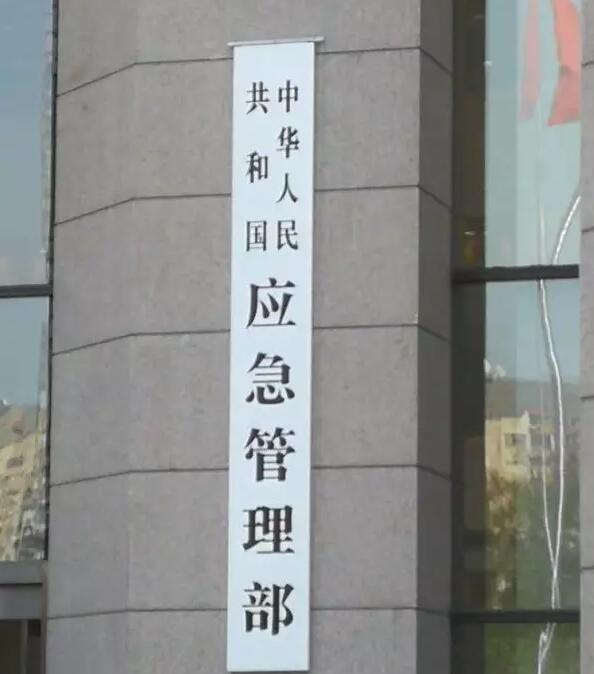 中华人民
共和国
应急管理部